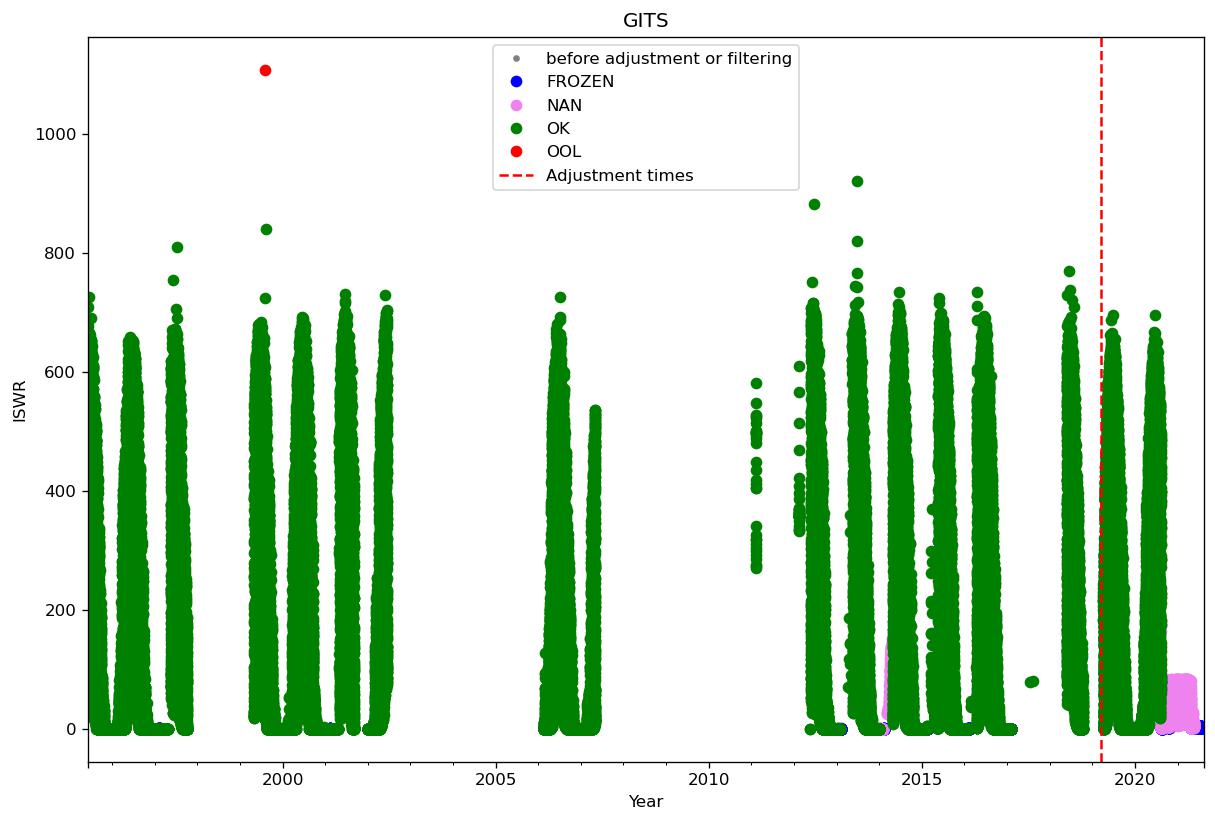 GITS
before adjustment or filtering
FROZEN
NAN
OK
OOL
Adjustment times
1000
800
600
400
200
0
ISWR
2000
2005
2010
2015
2020
Year